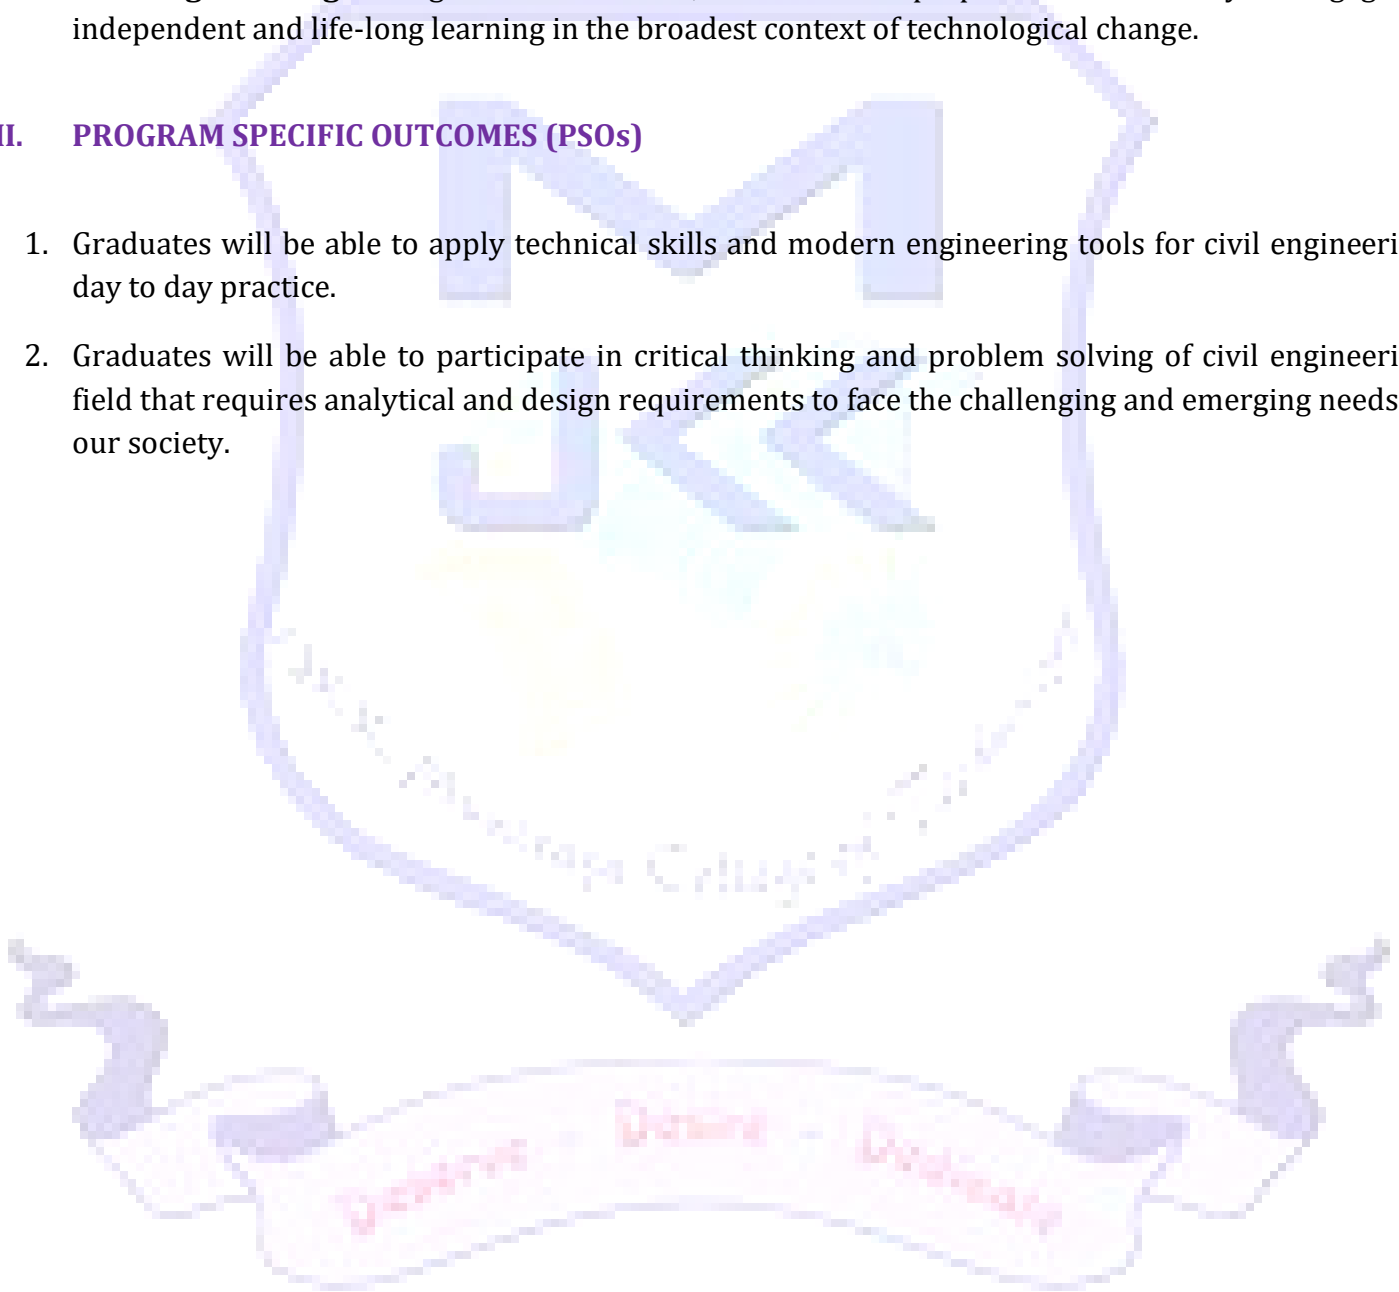 independent and life-long learning in the broadest context of technological change.
II. PROGRAM SPECIFIC OUTCOMES (PSOs)
1. Graduates will be able to apply technical skills and modern engineering tools for civil engineeri
day to day practice.
2. Graduates will be able to participate in critical thinking and problem solving of civil engineeri
field that requires analytical and design requirements to face the challenging and emerging needs
our society.
M
JKK
College of